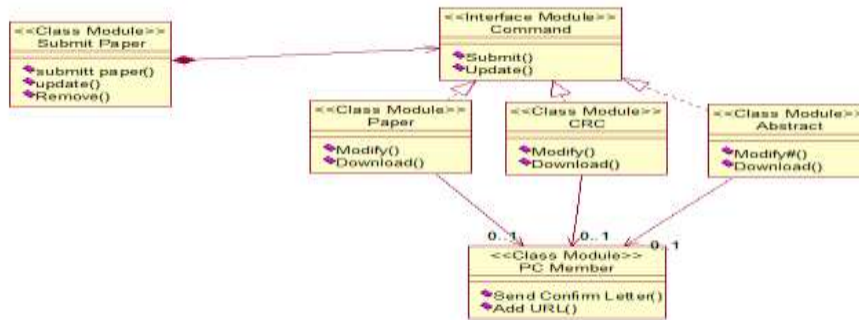 <<Class Module>>
Submit Paper
submitt paper()
update()
Remove()
<<Interface Module>>
Command
Submit()
Update()
<<Class Module>>
Paper
Modify()
Download()
<<Class Module>>
CRC
Modify()
Download()
<<Class Module>>
Abstract
Modify#()
Download()
0..1
0..1
0..1
<<Class Module>>
PC Member
Send Confirm Letter()
Add URL()